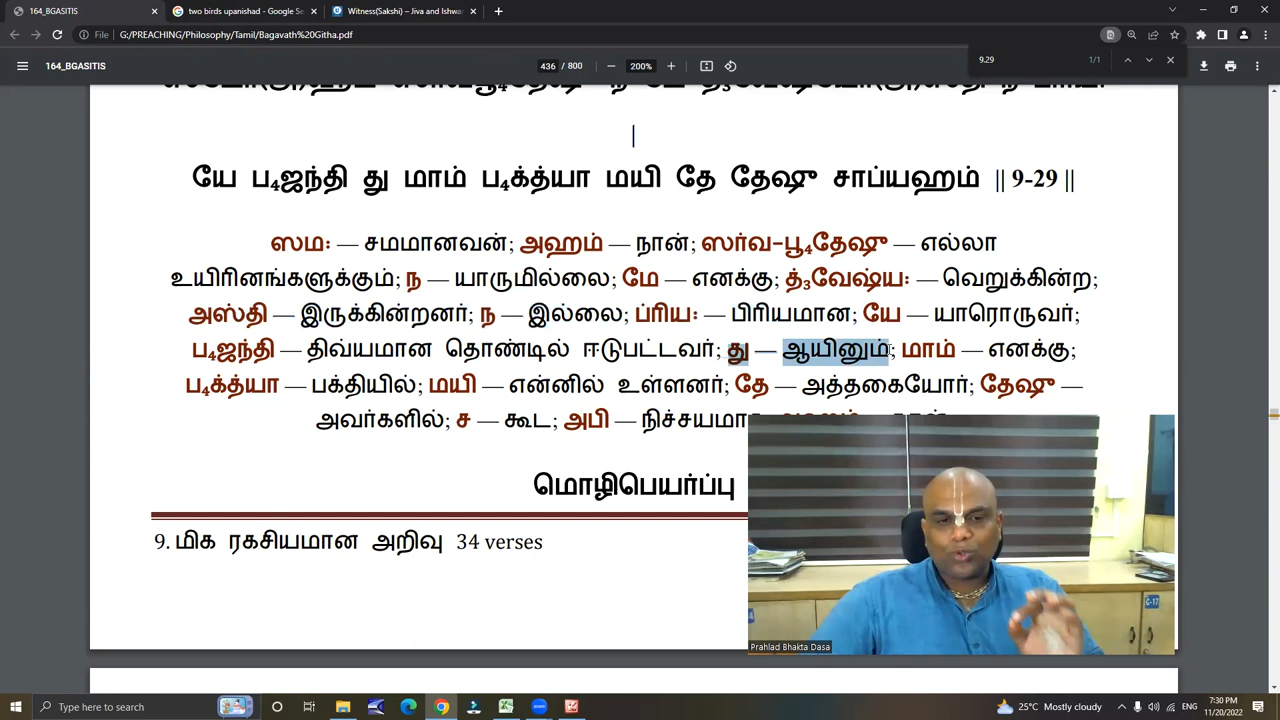 164_BGASITIS
two birds upanishad - Google Se
Witness(Sakshi) – Jiva and Ishwar
File G:/PREACHING/Philosophy/Tamil/Bagavath%20Githa.pdf
164_BGASITIS
436 / 800
200%
9.29
1/1
|
யே ப₄ஜந்தி து மாம் ப₄க்த்யா மயி தே தேஷு சாப்யஹம் || 9-29 ||
ஸம: — சமமானவன்; அஹம் — நான்; ஸர்வ-பூ₄தேஷு — எல்லா
உயிரினங்களுக்கும்; ந — யாருமில்லை; மே — எனக்கு; த்₃வேஷ்ய: — வெறுக்கின்ற;
அஸ்தி — இருக்கின்றனர்; ந — இல்லை; ப்ரிய: — பிரியமான; யே — யாரொருவர்;
ப₄ஜந்தி — திவ்யமான தொண்டில் ஈடுபட்டவர்; து — ஆயினும்; மாம் — எனக்கு;
ப₄க்த்யா — பக்தியில்; மயி — என்னில் உள்ளனர்; தே — அத்தகையோர்; தேஷு —
அவர்களில்; ச — கூட; அபி —
மொழிபெயர்ப்பு
9. மிக ரகசியமான அறிவு 34 verses
C-17
Prahlad Bhakta Dasa
Type here to search
25°C Mostly cloudy
ENG
7:30 PM
11/20/2022